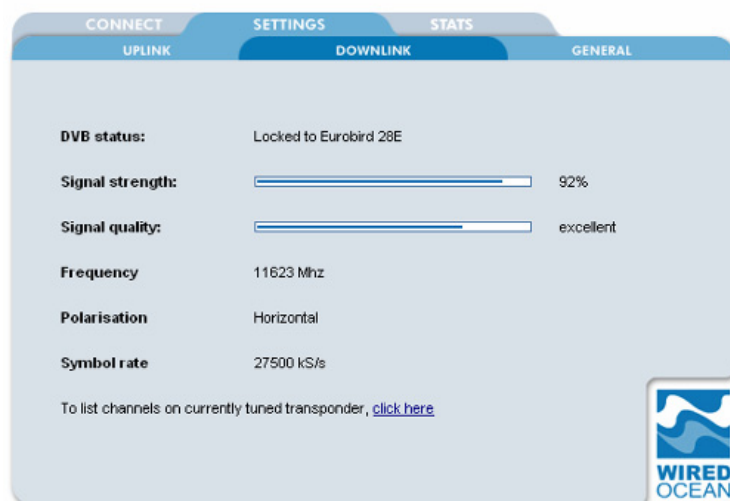 CONNECT SETTINGS STATS
UPLINK DOWNLINK GENERAL
DVB status: Locked to Eurobird 28E
Signal strength: 92%
Signal quality: excellent
Frequency 11623 Mhz
Polarisation Horizontal
Symbol rate 27500 kS/s
To list channels on currently tuned transponder, click here
WIRED
OCEAN